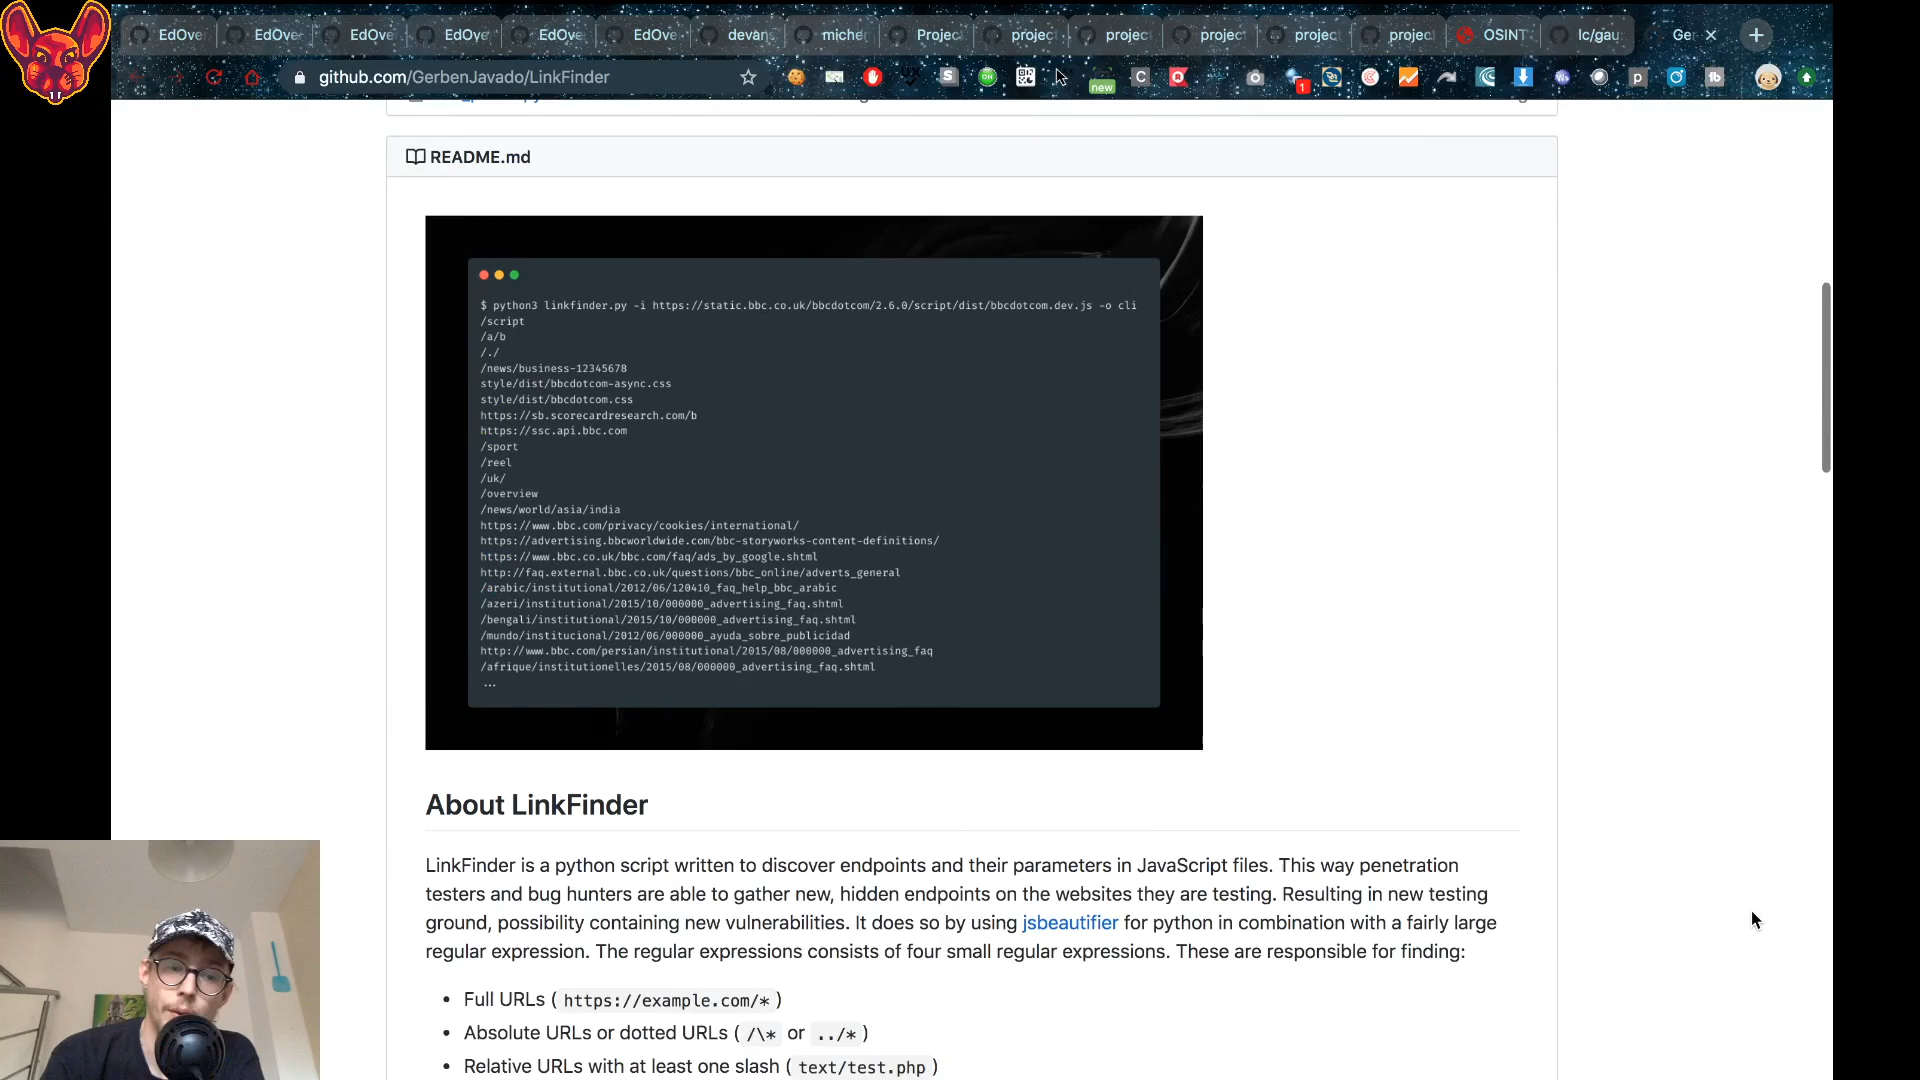 EdOve EdOve EdOve EdOve EdOve EdOve devan michen Projec projec projec projec projec projec OSINT lc/gau Ge
github.com/GerbenJavado/LinkFinder
new
1
README.md
$ python3 linkfinder.py -i https://static.bbc.co.uk/bbcdotcom/2.6.0/script/dist/bbcdotcom.dev.js -o cli
/script
/a/b
/./
/news/business-12345678
style/dist/bbcdotcom-async.css
style/dist/bbcdotcom.css
https://sb.scorecardresearch.com/b
https://ssc.api.bbc.com
/sport
/reel
/uk/
/overview
/news/world/asia/india
https://www.bbc.com/privacy/cookies/international/
https://advertising.bbcworldwide.com/bbc-storyworks-content-definitions/
https://www.bbc.co.uk/bbc.com/faq/ads_by_google.shtml
http://faq.external.bbc.co.uk/questions/bbc_online/adverts_general
/arabic/institutional/2012/06/120410_faq_help_bbc_arabic
/azeri/institutional/2015/10/000000_advertising_faq.shtml
/bengali/institutional/2015/10/000000_advertising_faq.shtml
/mundo/institucional/2012/06/000000_ayuda_sobre_publicidad
http://www.bbc.com/persian/institutional/2015/08/000000_advertising_faq
/afrique/institutionelles/2015/08/000000_advertising_faq.shtml
...
About LinkFinder
LinkFinder is a python script written to discover endpoints and their parameters in JavaScript files. This way penetration
testers and bug hunters are able to gather new, hidden endpoints on the websites they are testing. Resulting in new testing
ground, possibility containing new vulnerabilities. It does so by using jsbeautifier for python in combination with a fairly large
regular expression. The regular expressions consists of four small regular expressions. These are responsible for finding:
• Full URLs ( https://example.com/* )
• Absolute URLs or dotted URLs ( /\* or ../* )
• Relative URLs with at least one slash ( text/test.php )